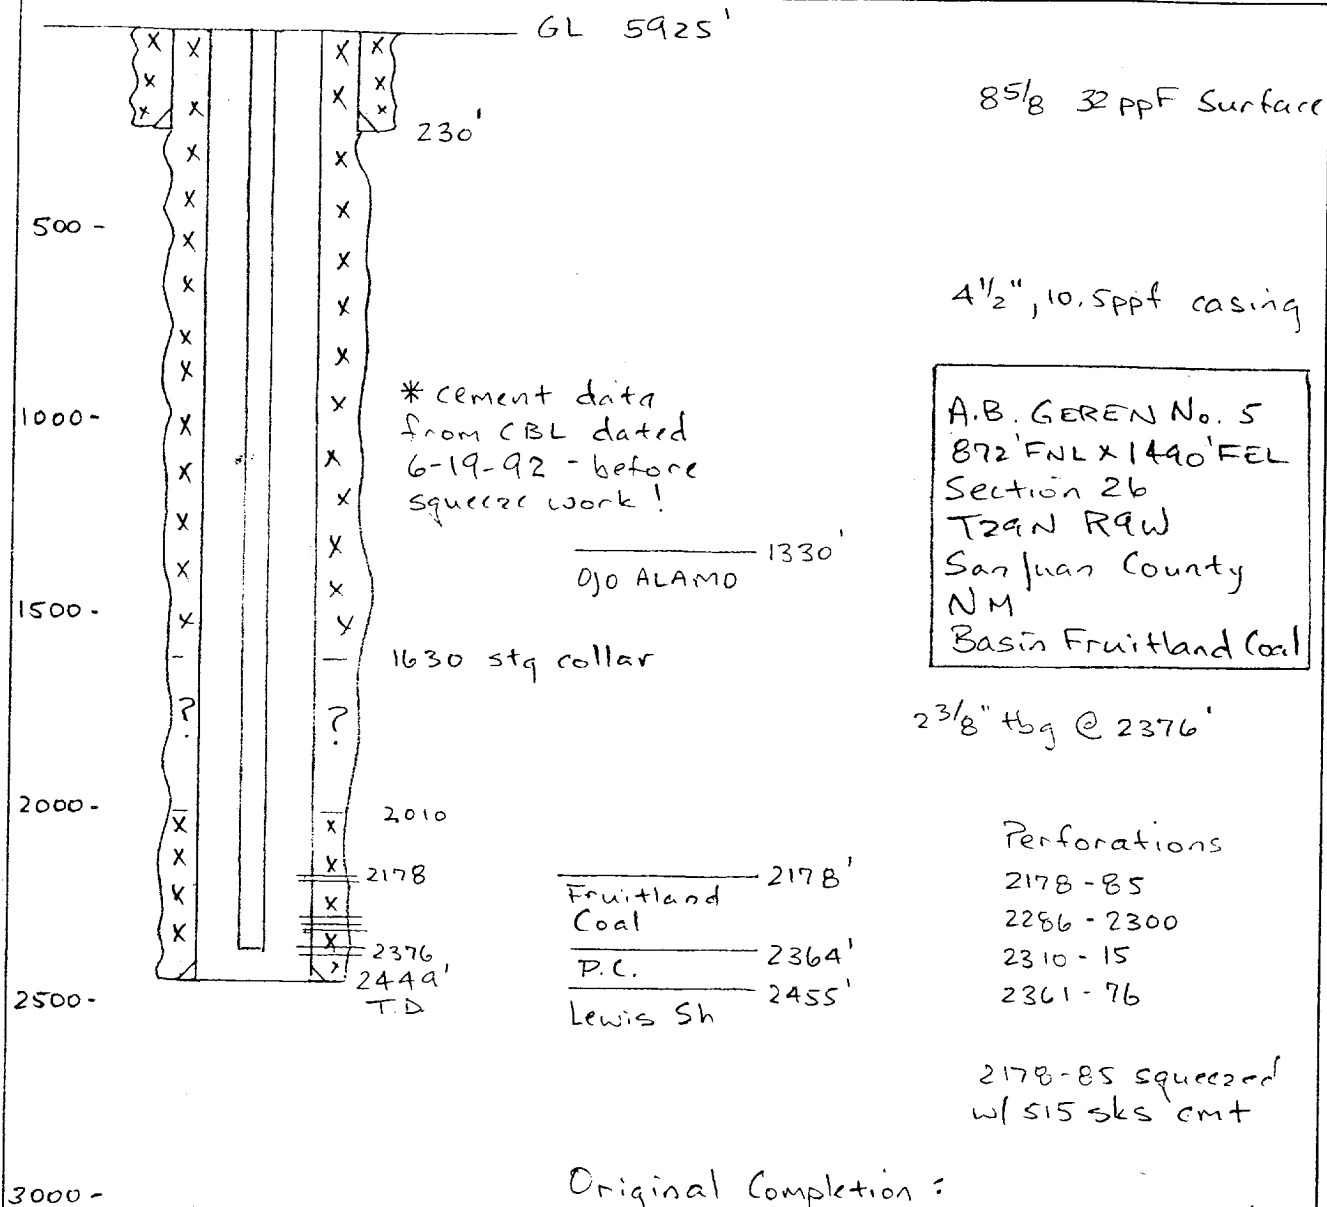 GL 5925'
8 5/8 32 ppF Surface
230'
500 -
4 1/2", 10.5ppf casing
* cement data
from CBL dated
6-19-92 - before
squeeze work!
1000 -
A.B. GEREN No. 5
872' FNL X 1490' FEL
Section 26
T29N R9W
San Juan County
NM
Basin Fruitland Coal
1330'
OJO ALAMO
1500 -
1630 stg collar
? ?
2 3/8" tbg @ 2376'
2000 -
2010
2178
2376
2449'
T.D.
2178'
Fruitland
Coal
2364'
P.C.
2455'
Lewis Sh
Perforations
2178 - 85
2286 - 2300
2310 - 15
2361 - 76
2500 -
2178-85 squeezed
w/ 515 sks cmt
3000 -
Original Completion :